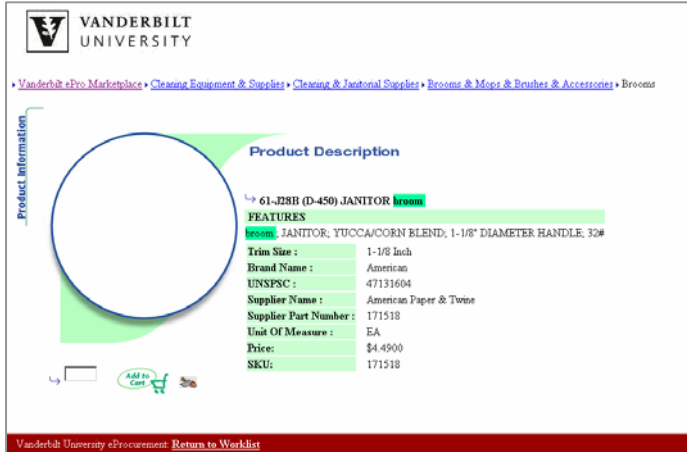 VANDERBILT
UNIVERSITY
Vanderbilt ePro Marketplace Cleaning Equipment & Supplies Cleaning & Janitorial Supplies Brooms & Mops & Brushes & Accessories Brooms
Product Information
Product Description
61-J28B (D-450) JANITOR broom
FEATURES
broom, JANITOR; YUCCA/CORN BLEND; 1-1/8" DIAMETER HANDLE; 32#
Trim Size : 1-1/8 Inch
Brand Name : American
UNSPSC : 47131604
Supplier Name : American Paper & Twine
Supplier Part Number : 171518
Unit Of Measure : EA
Price: $4.4900
SKU: 171518
Add to
Cart
Vanderbilt University eProcurement: Return to Worklist